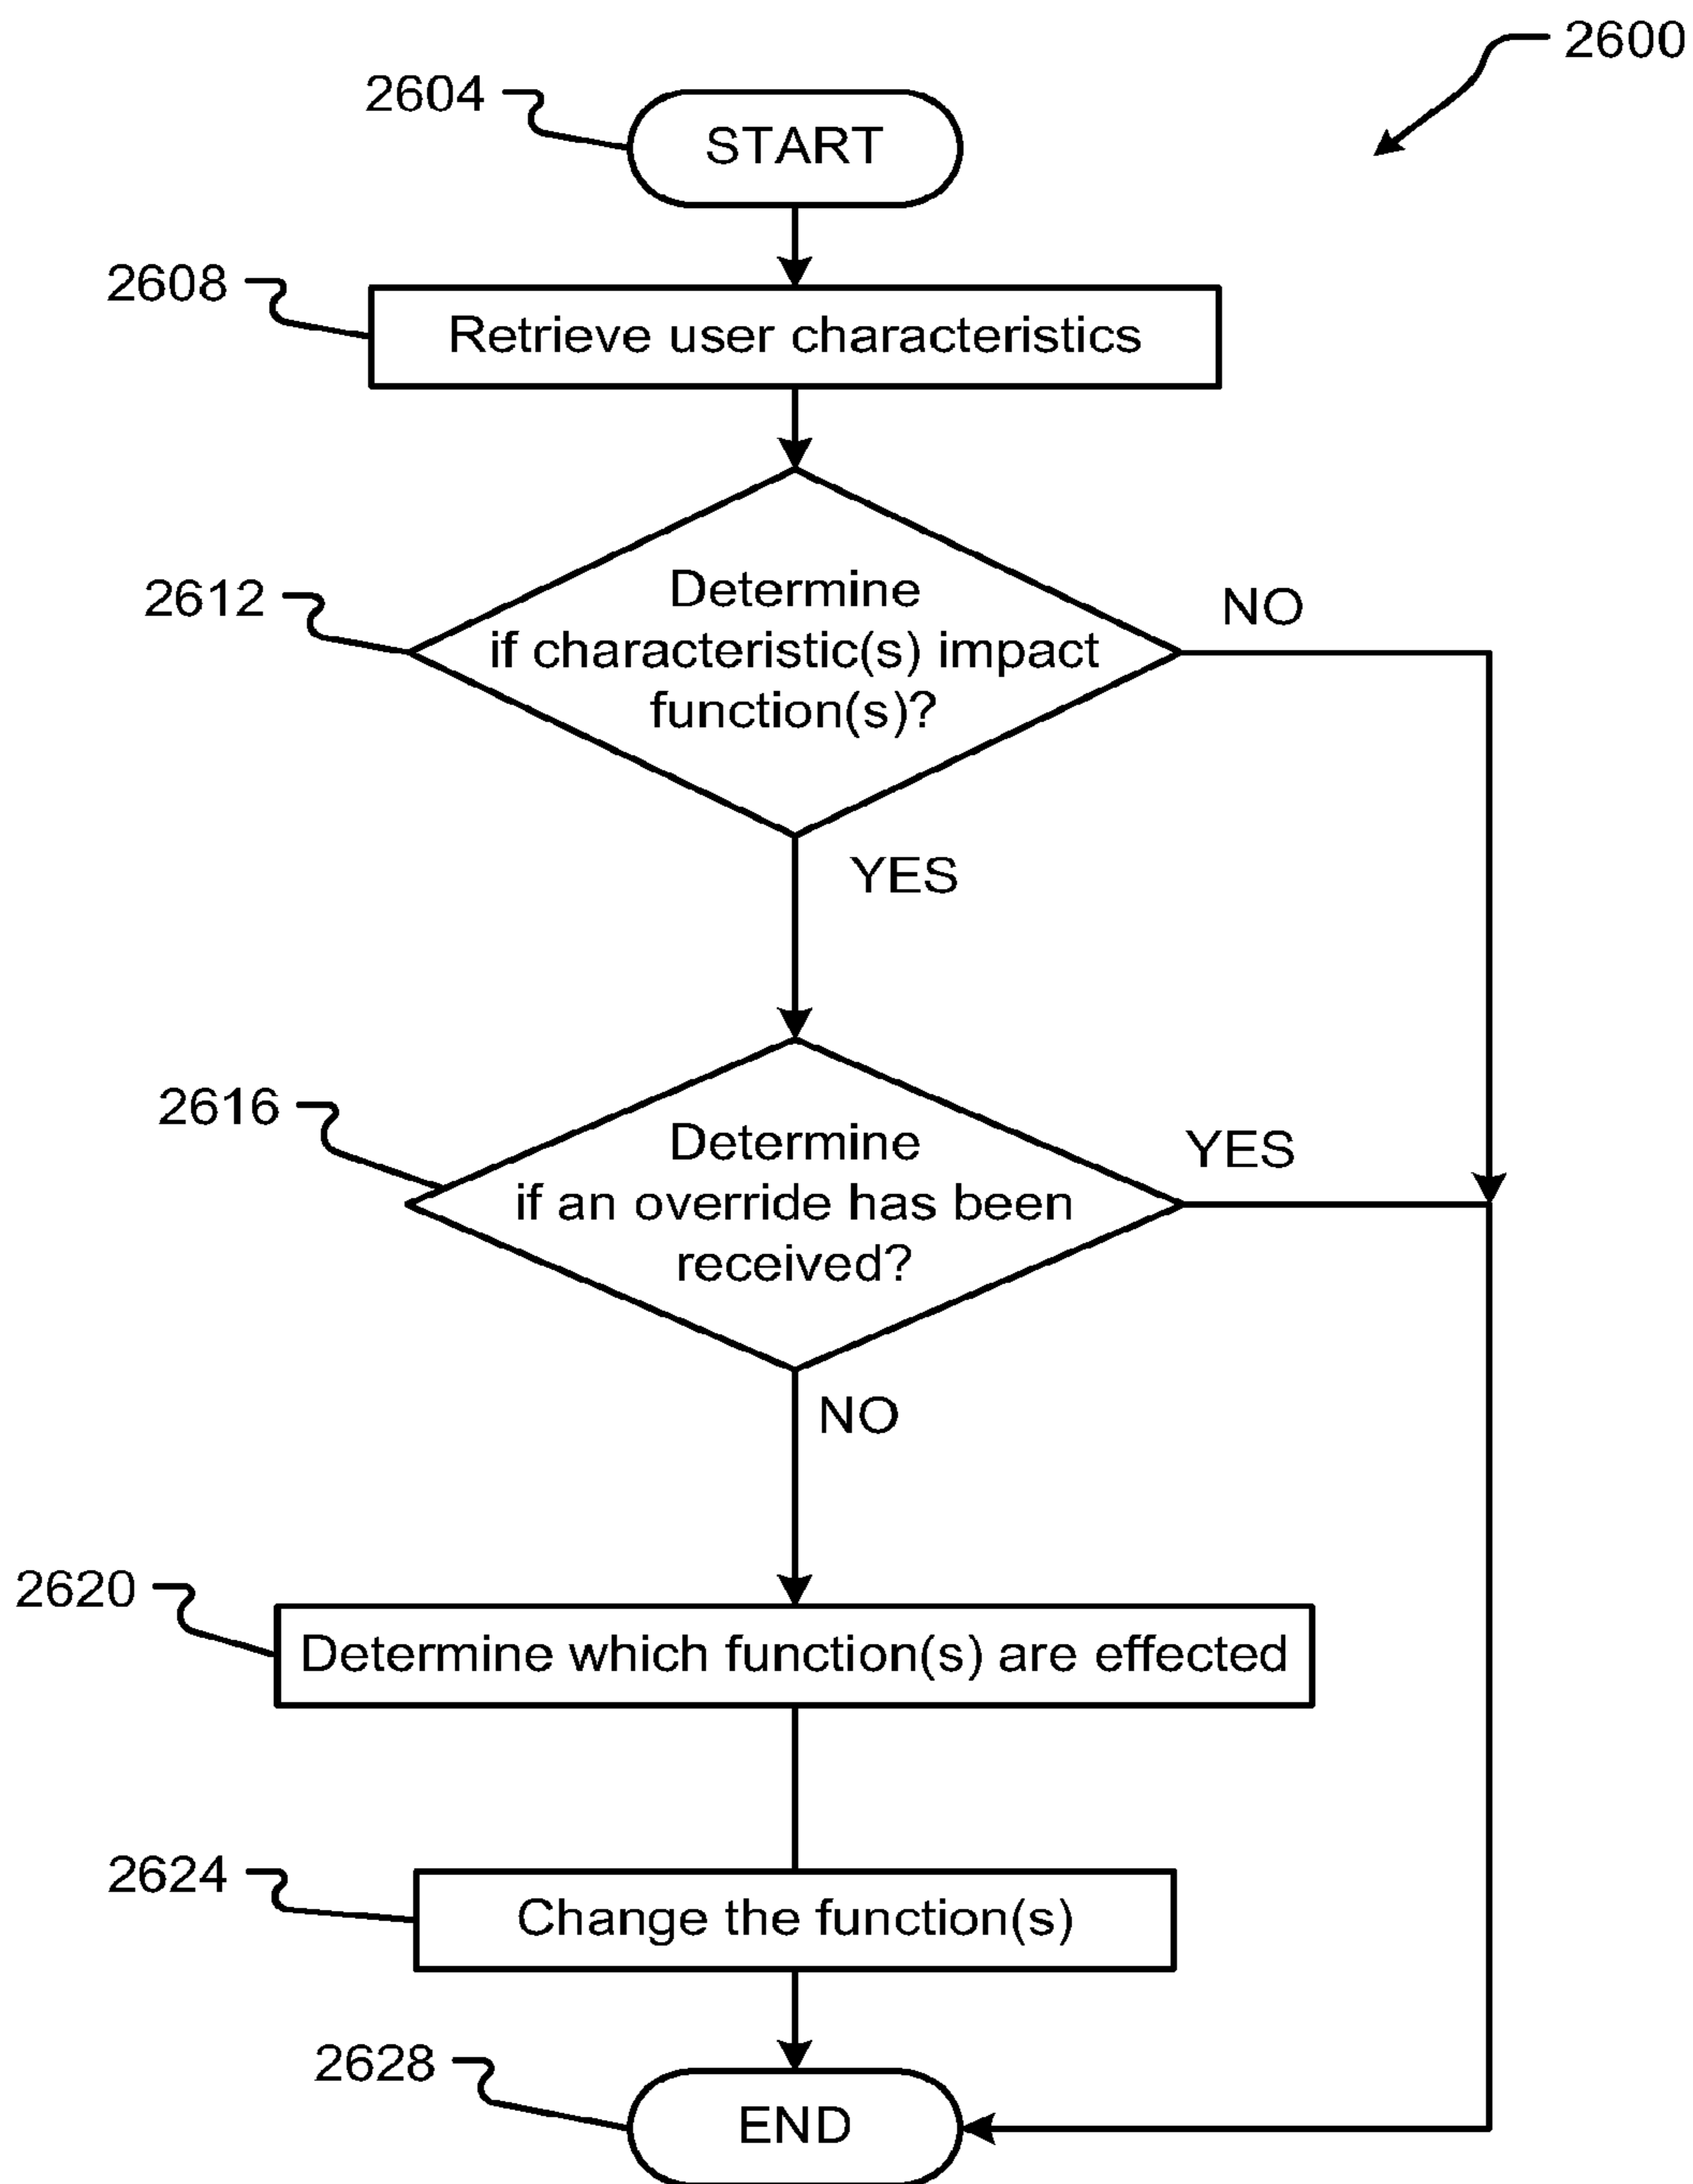 2600
2604
START
2608
Retrieve user characteristics
2612
Determine
if characteristic(s) impact
function(s)?
NO
YES
2616
Determine
if an override has been
received?
YES
NO
2620
Determine which function(s) are effected
2624
Change the function(s)
2628
END